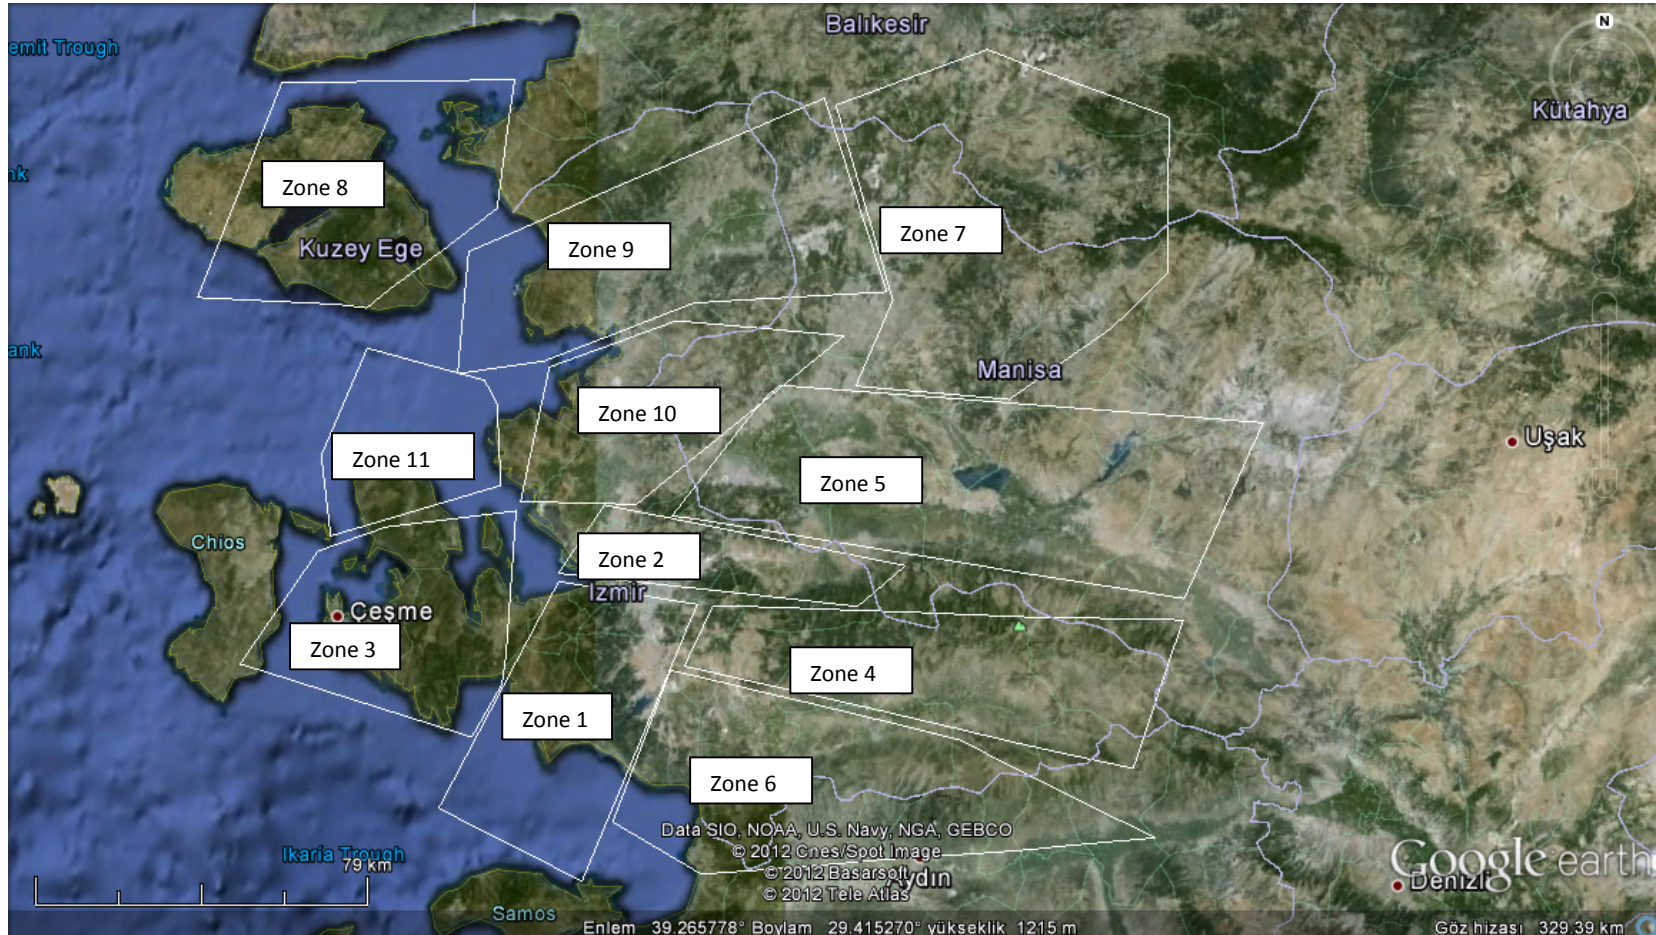 Balıkesir
emit Trough
N
Kütahya
nk
Zone 8
Kuzey Ege
Zone 9
Zone 7
ank
Manisa
Zone 10
Uşak
Zone 11
Zone 5
Chios
Zone 2
Izmir
Çeşme
Zone 3
Zone 4
Zone 1
Zone 6
Data SIO, NOAA, U.S. Navy, NGA, GEBCO
© 2012 Cnes/Spot Image
© 2012 Basarsoft
© 2012 Tele Atlas
Ikaria Trough
79 km
Aydın
Google earth
Denizli
Samos
Enlem 39.265778° Boylam 29.415270° yükseklik 1215 m
Göz hizası 329.39 km